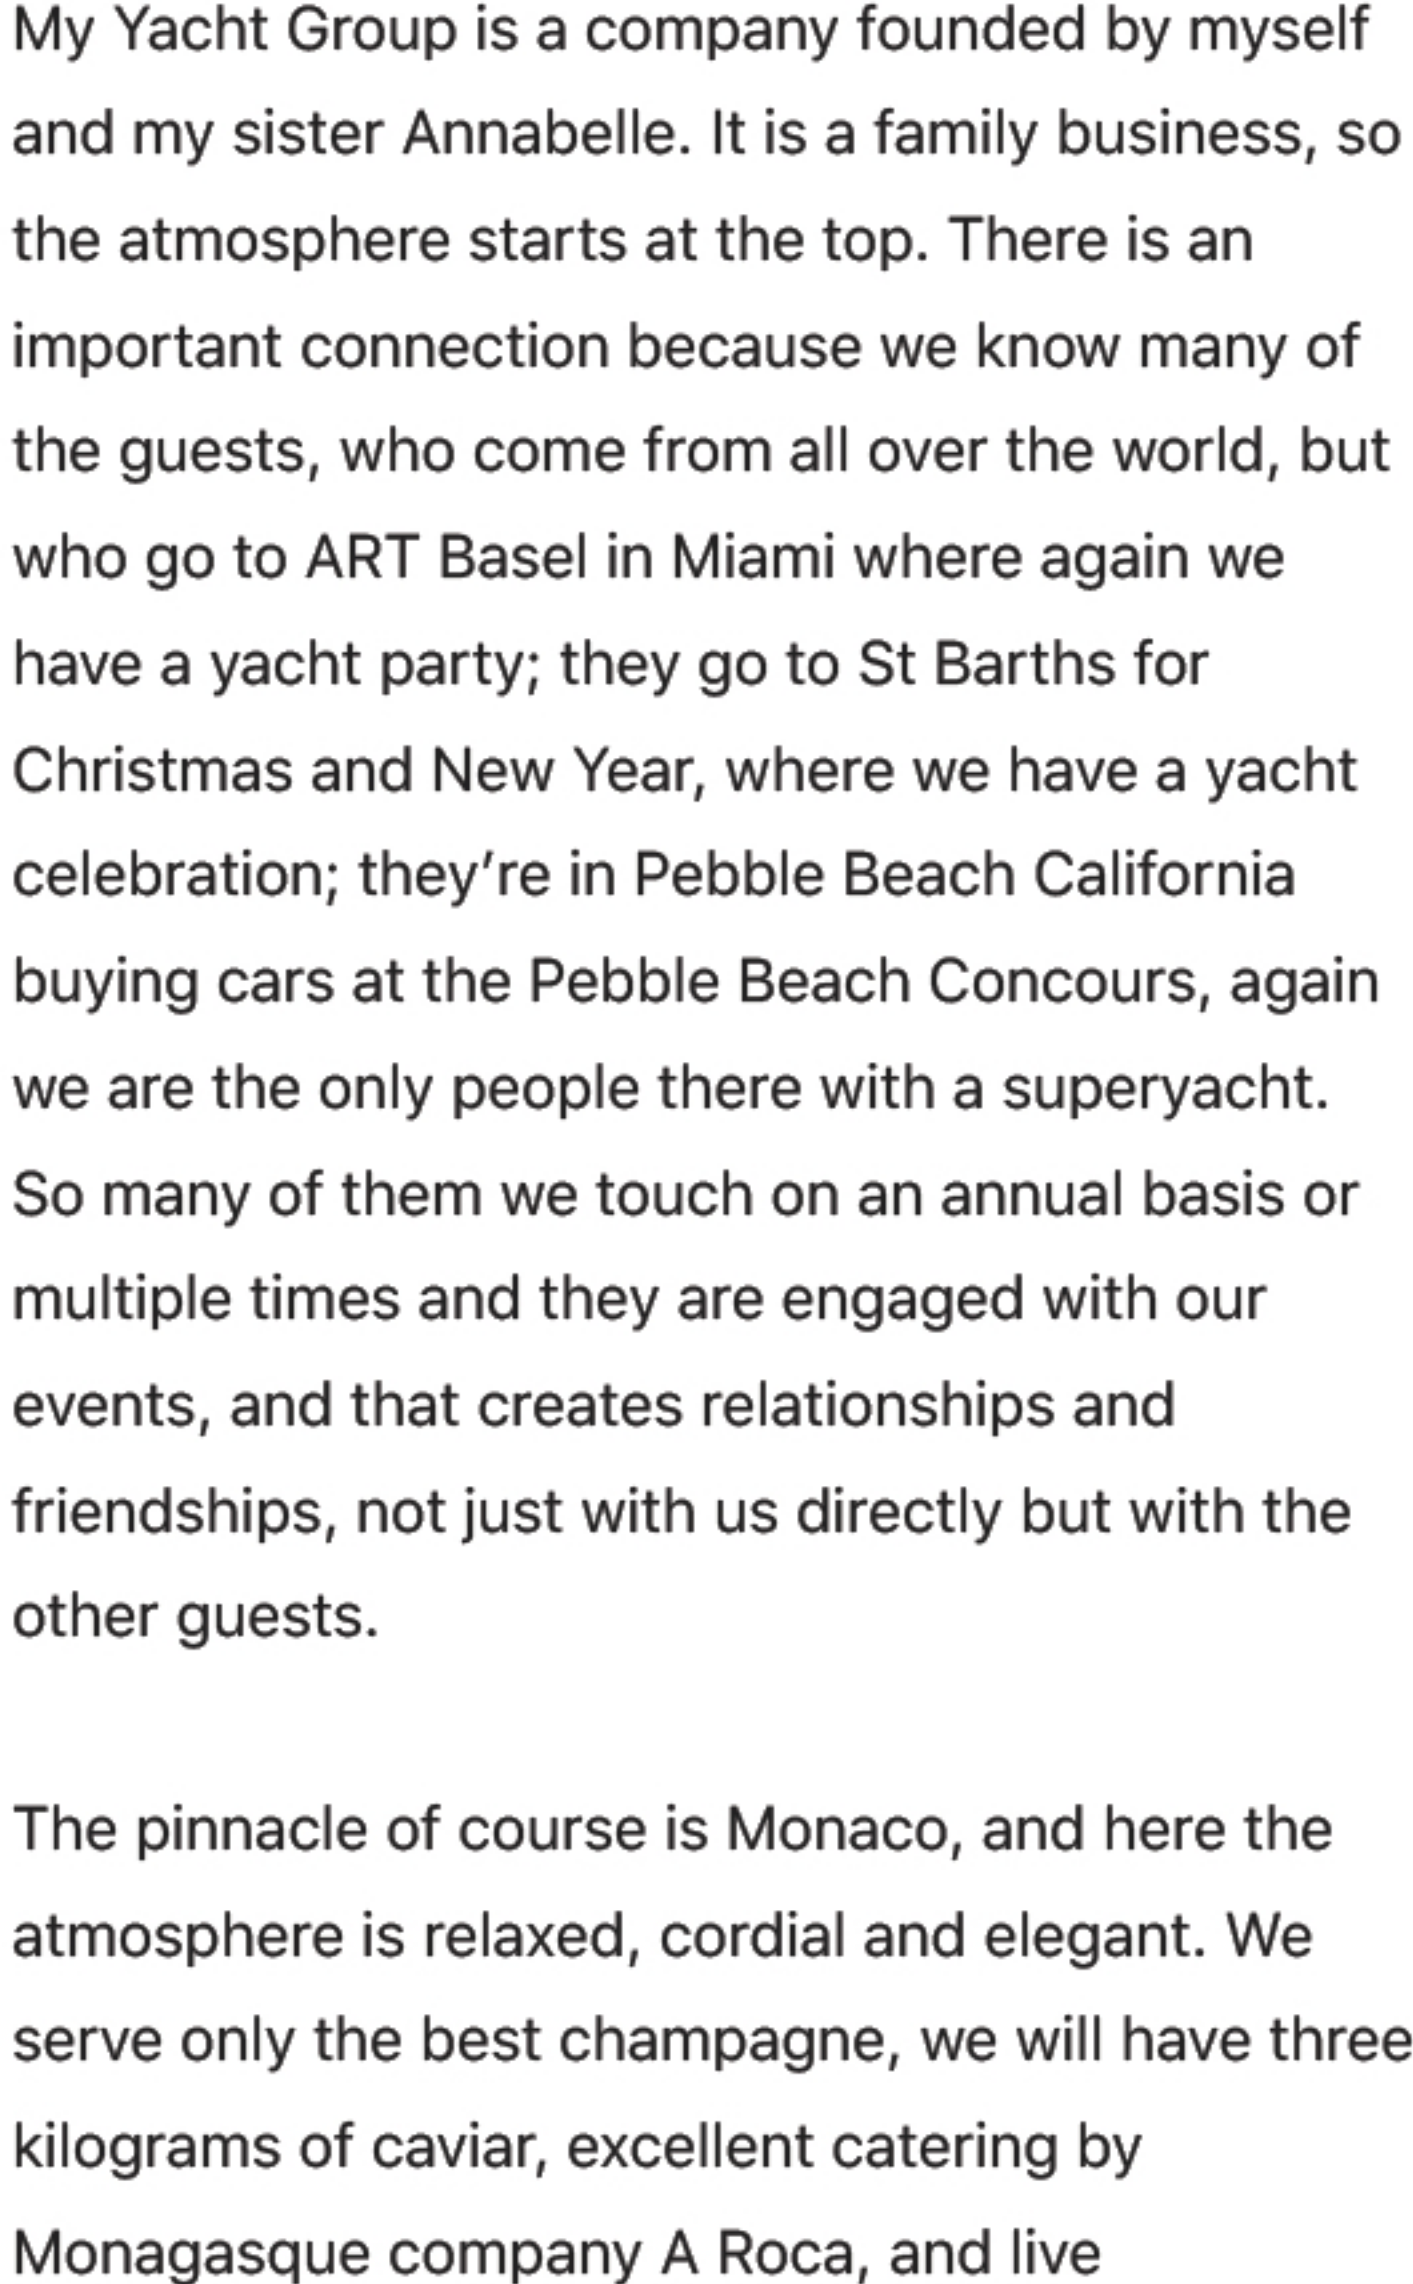 My Yacht Group is a company founded by myself
and my sister Annabelle. It is a family business, so
the atmosphere starts at the top. There is an
important connection because we know many of
the guests, who come from all over the world, but
who go to ART Basel in Miami where again we
have a yacht party; they go to St Barths for
Christmas and New Year, where we have a yacht
celebration; they’re in Pebble Beach California
buying cars at the Pebble Beach Concours, again
we are the only people there with a superyacht.
So many of them we touch on an annual basis or
multiple times and they are engaged with our
events, and that creates relationships and
friendships, not just with us directly but with the
other guests.
The pinnacle of course is Monaco, and here the
atmosphere is relaxed, cordial and elegant. We
serve only the best champagne, we will have three
kilograms of caviar, excellent catering by
Monagasque company A Roca, and live